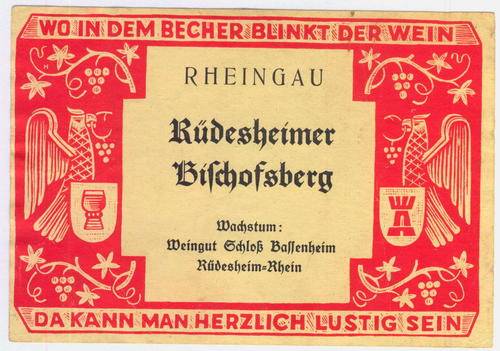 WO IN DEM BECHER BLINKT DER WEIN
RHEINGAU
Rüdesheimer
Bischofsberg
Wachstum:
Weingut Schloß Bassenheim
Rüdesheim=Rhein
DA KANN MAN HERZLICH LUSTIG SEIN